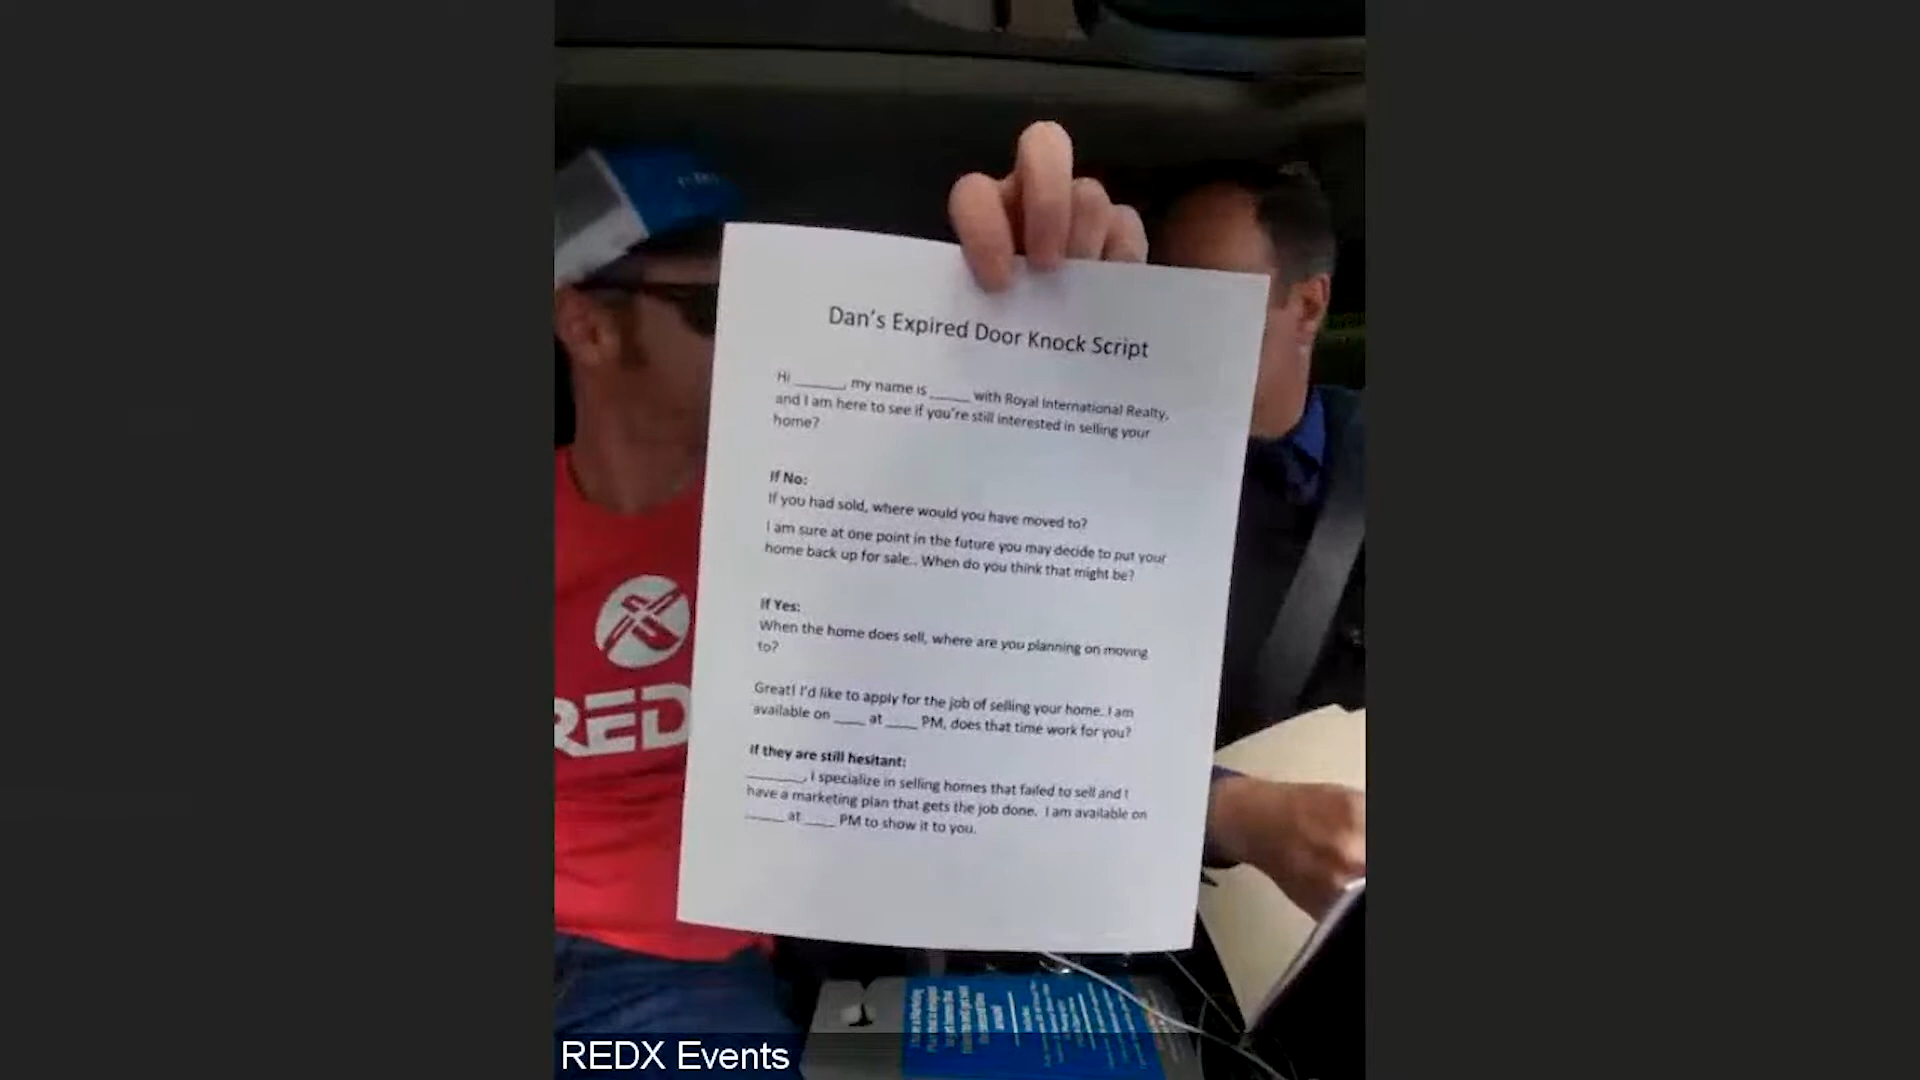 Dan's Expired Door Knock Script
Hi ______, my name is _____ with Royal International Realty,
and I am here to see if you're still interested in selling your
home?
If No:
If you had sold, where would you have moved to?
I am sure at one point in the future you may decide to put your
home back up for sale.. When do you think that might be?
If Yes:
When the home does sell, where are you planning on moving
to?
Great! I'd like to apply for the job of selling your home. I am
available on ____ at ____ PM, does that time work for you?
If they are still hesitant:
_______, I specialize in selling homes that failed to sell and I
have a marketing plan that gets the job done. I am available on
_____ at ____ PM to show it to you.
RED
REDX Events